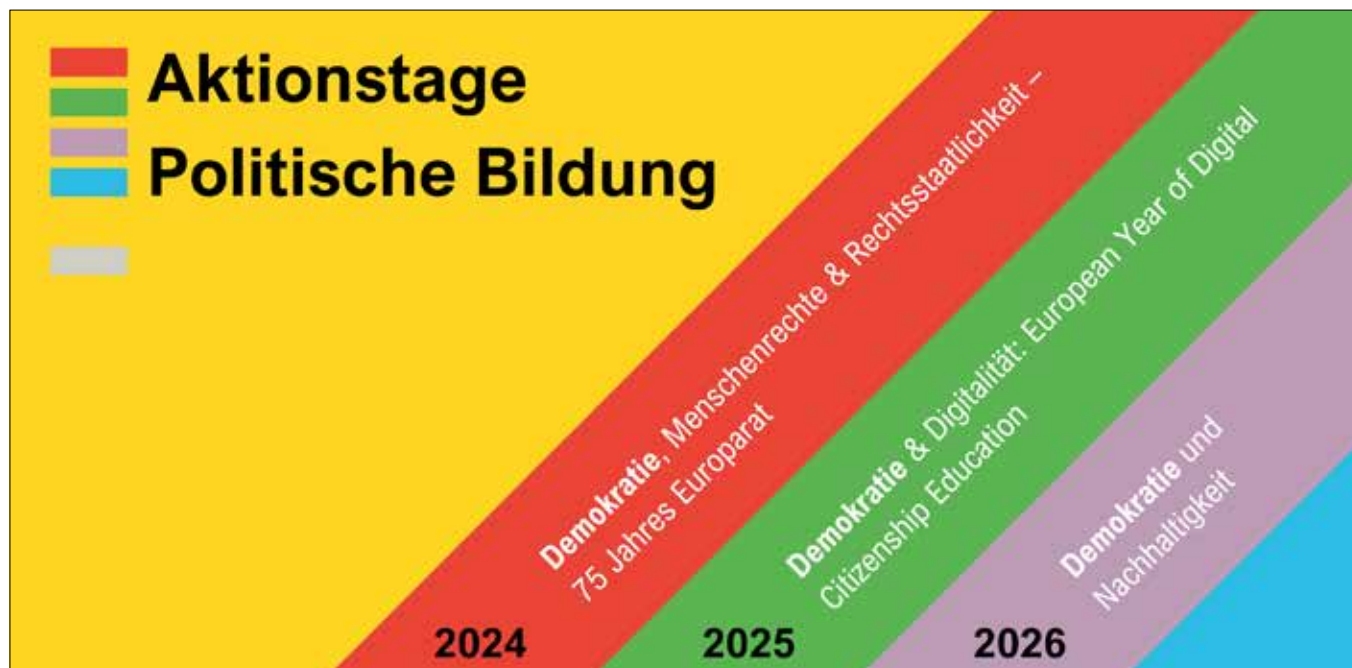 Aktionstage
Politische Bildung
Demokratie, Menschenrechte & Rechtsstaatlichkeit –
75 Jahres Europarat
2024
Demokratie & Digitalität: European Year of Digital
Citizenship Education
2025
Demokratie und
Nachhaltigkeit
2026